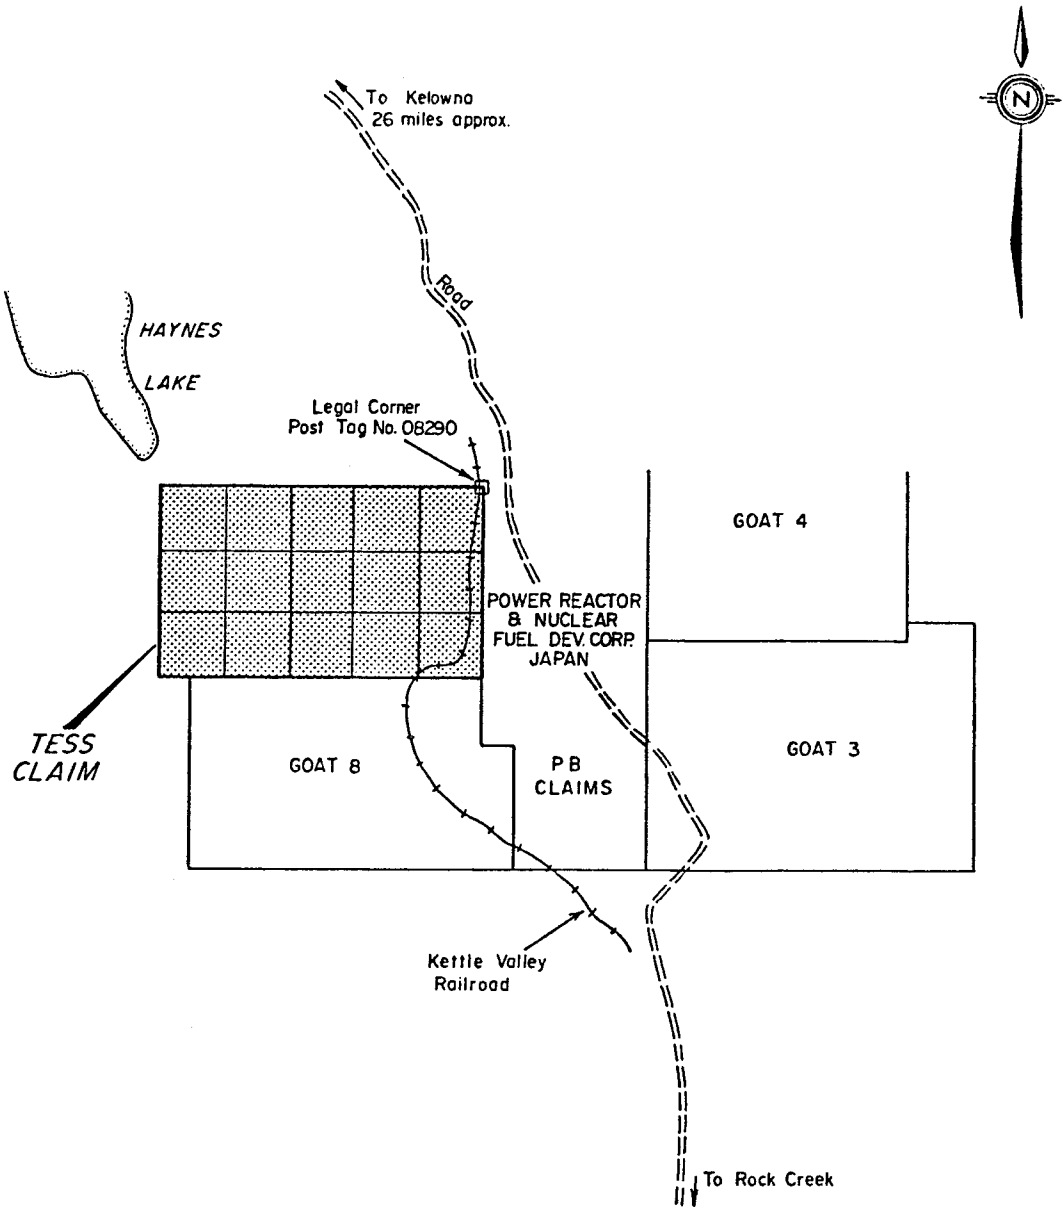 N
To Kelowna
26 miles approx.
Road
HAYNES
LAKE
Legal Corner
Post Tag No. 08290
GOAT 4
POWER REACTOR
& NUCLEAR
FUEL DEV. CORP.
JAPAN
TESS
CLAIM
GOAT 8
PB
CLAIMS
GOAT 3
Kettle Valley
Railroad
To Rock Creek